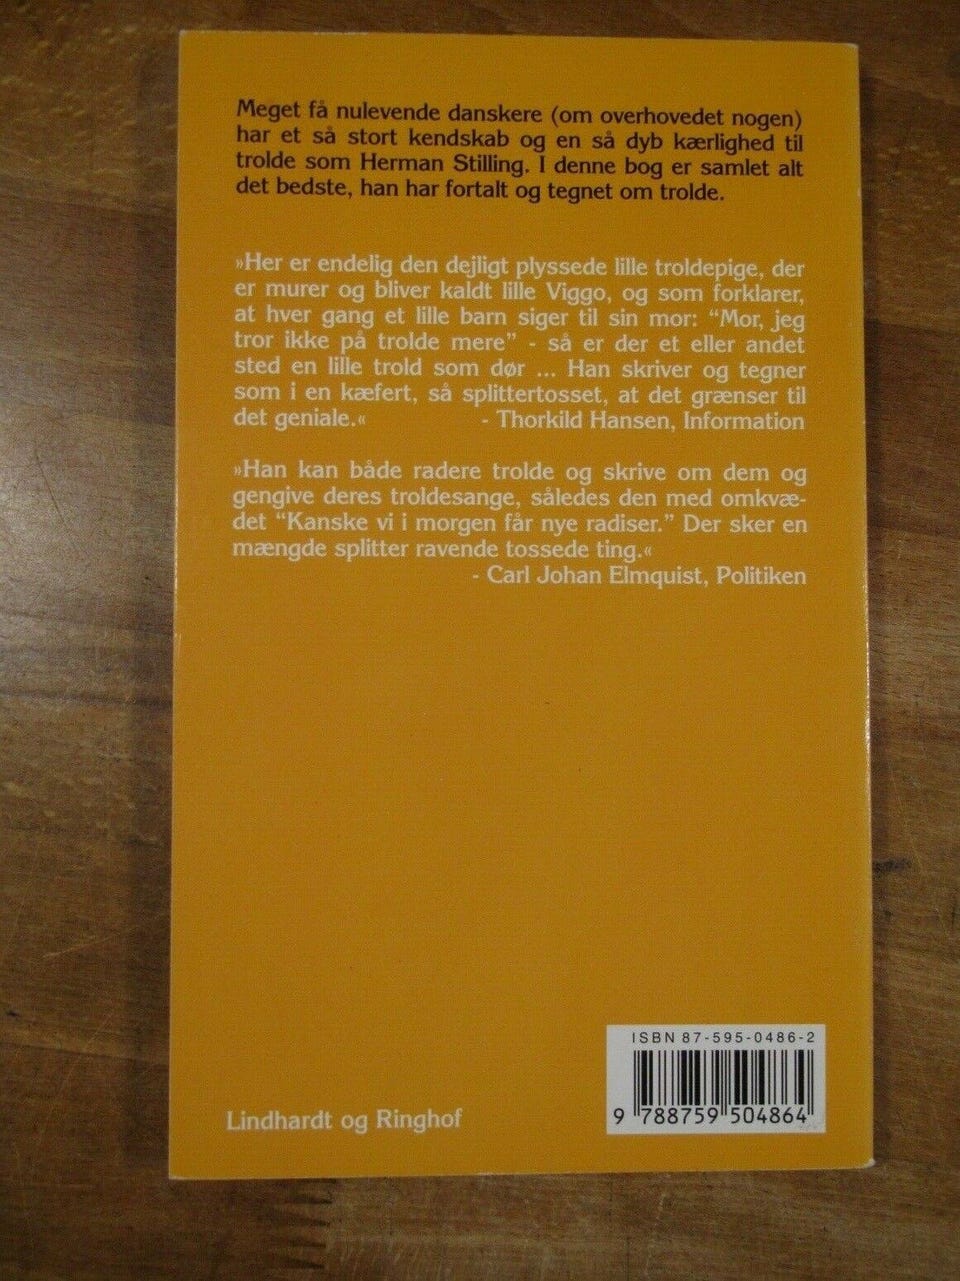 Meget få nulevende danskere (om overhovedet nogen)
har et så stort kendskab og en så dyb kærlighed til
trolde som Herman Stilling. I denne bog er samlet alt
det bedste, han har fortalt og tegnet om trolde.
»Her er endelig den dejligt plyssede lille troldepige, der
er murer og bliver kaldt lille Viggo, og som forklarer,
at hver gang et lille barn siger til sin mor: “Mor, jeg
tror ikke på trolde mere” - så er der et eller andet
sted en lille trold som dør ... Han skriver og tegner
som i en kæfert, så splittertosset, at det grænser til
det geniale.« - Thorkild Hansen, Information
»Han kan både radere trolde og skrive om dem og
gengive deres troldesange, således den med omkvæ-
det “Kanske vi i morgen får nye radiser.” Der sker en
mængde splitter ravende tossede ting.«
- Carl Johan Elmquist, Politiken
ISBN 87-595-0486-2
9 788759 504864
Lindhardt og Ringhof